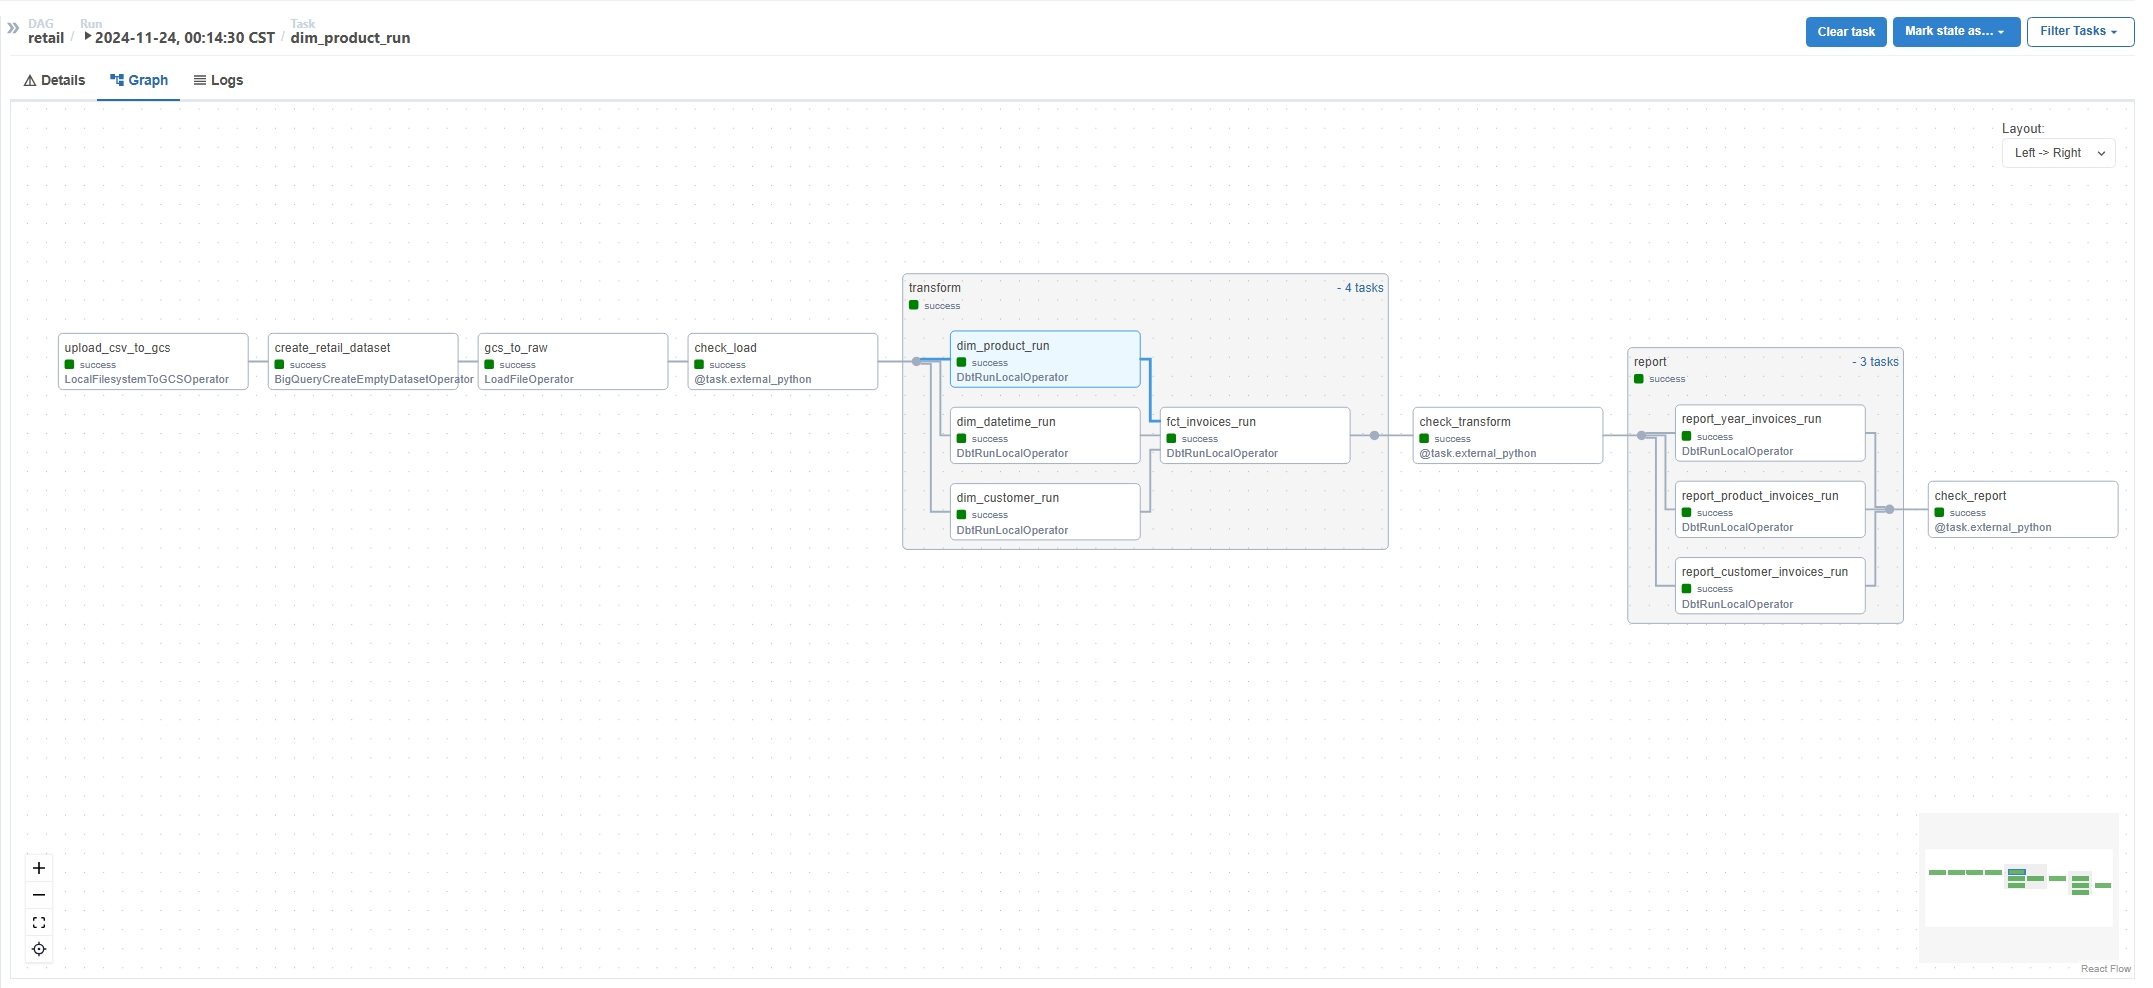 DAG
retail
/
Run
2024-11-24, 00:14:30 CST
/
Task
dim_product_run
Clear task
Mark state as...
Filter Tasks
Details
Graph
Logs
Layout:
Left -> Right
upload_csv_to_gcs
success
LocalFilesystemToGCSOperator
create_retail_dataset
success
BigQueryCreateEmptyDatasetOperator
gcs_to_raw
success
LoadFileOperator
check_load
success
@task.external_python
transform
- 4 tasks
success
dim_product_run
success
DbtRunLocalOperator
dim_datetime_run
success
DbtRunLocalOperator
dim_customer_run
success
DbtRunLocalOperator
fct_invoices_run
success
DbtRunLocalOperator
check_transform
success
@task.external_python
report
- 3 tasks
success
report_year_invoices_run
success
DbtRunLocalOperator
report_product_invoices_run
success
DbtRunLocalOperator
report_customer_invoices_run
success
DbtRunLocalOperator
check_report
success
@task.external_python
React Flow